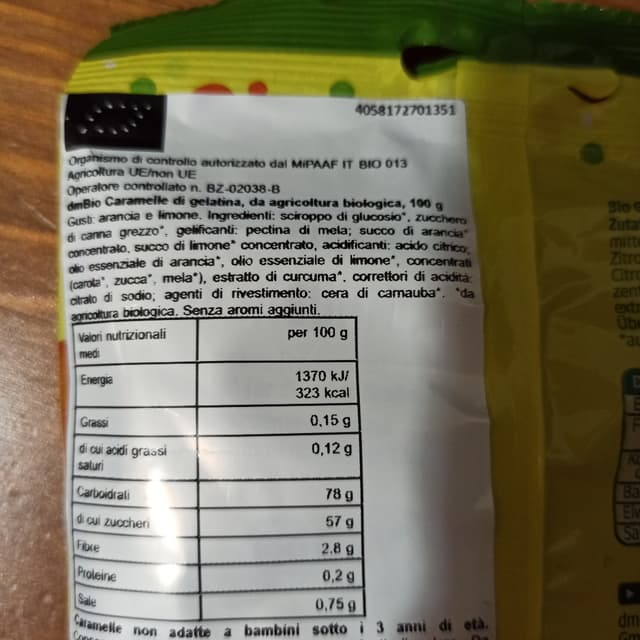 4058172701351
Organismo di controllo autorizzato dal MiPAAF IT BIO 013
Agricoltura UE/non UE
Operatore controllato n. BZ-02038-B
dmBio Caramelle di gelatina, da agricoltura biologica, 100 g
Gusti: arancia e limone. Ingredienti: sciroppo di glucosio*, zucchero
di canna grezzo*, gelificanti: pectina di mela; succo di arancia*
concentrato, succo di limone* concentrato, acidificanti: acido citrico;
olio essenziale di arancia*, olio essenziale di limone*, concentrati
(carota*, zucca*, mela*), estratto di curcuma*, correttori di acidità:
citrato di sodio; agenti di rivestimento: cera di carnauba*. *da
agricoltura biologica. Senza aromi aggiunti.
Valori nutrizionali medi per 100 g
Energia 1370 kJ/
323 kcal
Grassi 0,15 g
di cui acidi grassi saturi 0,12 g
Carboidrati 78 g
di cui zuccheri 57 g
Fibre 2,8 g
Proteine 0,2 g
Sale 0,75 g
Caramelle non adatte a bambini sotto i 3 anni di età.